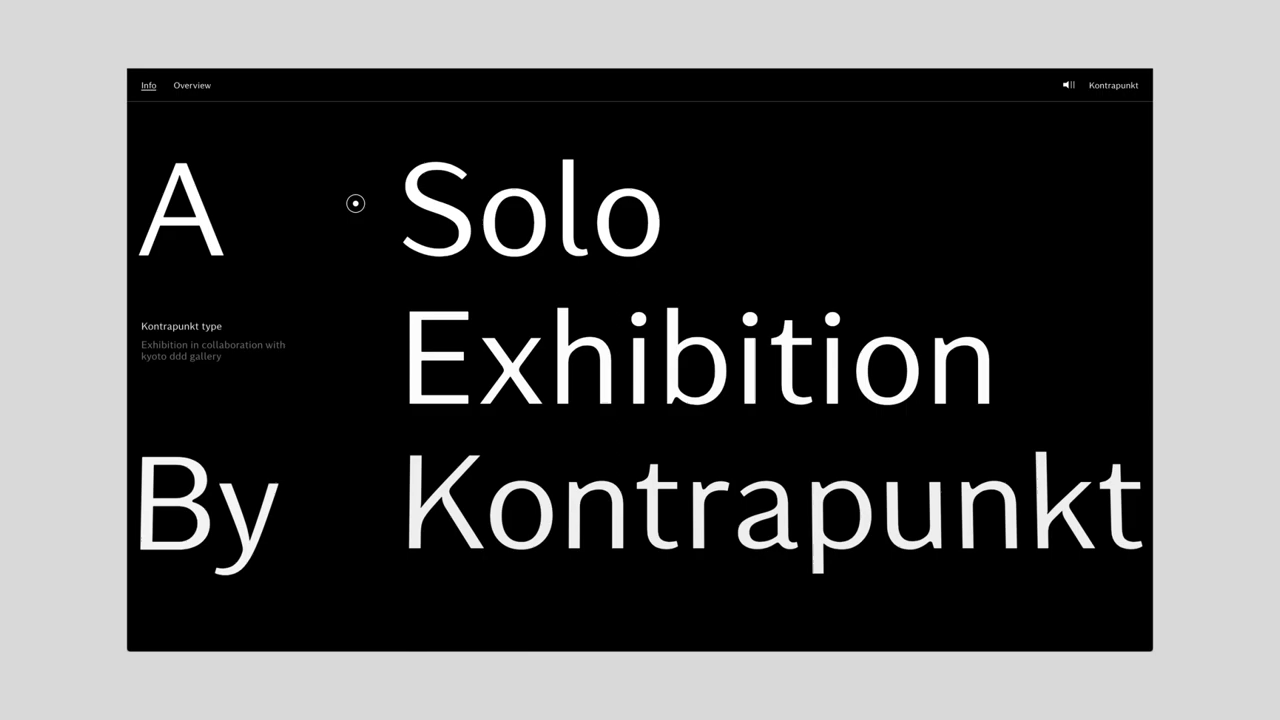 Info Overview Kontrapunkt
A Solo
Exhibition
Kontrapunkt type
Exhibition in collaboration with
kyoto ddd gallery
By Kontrapunkt